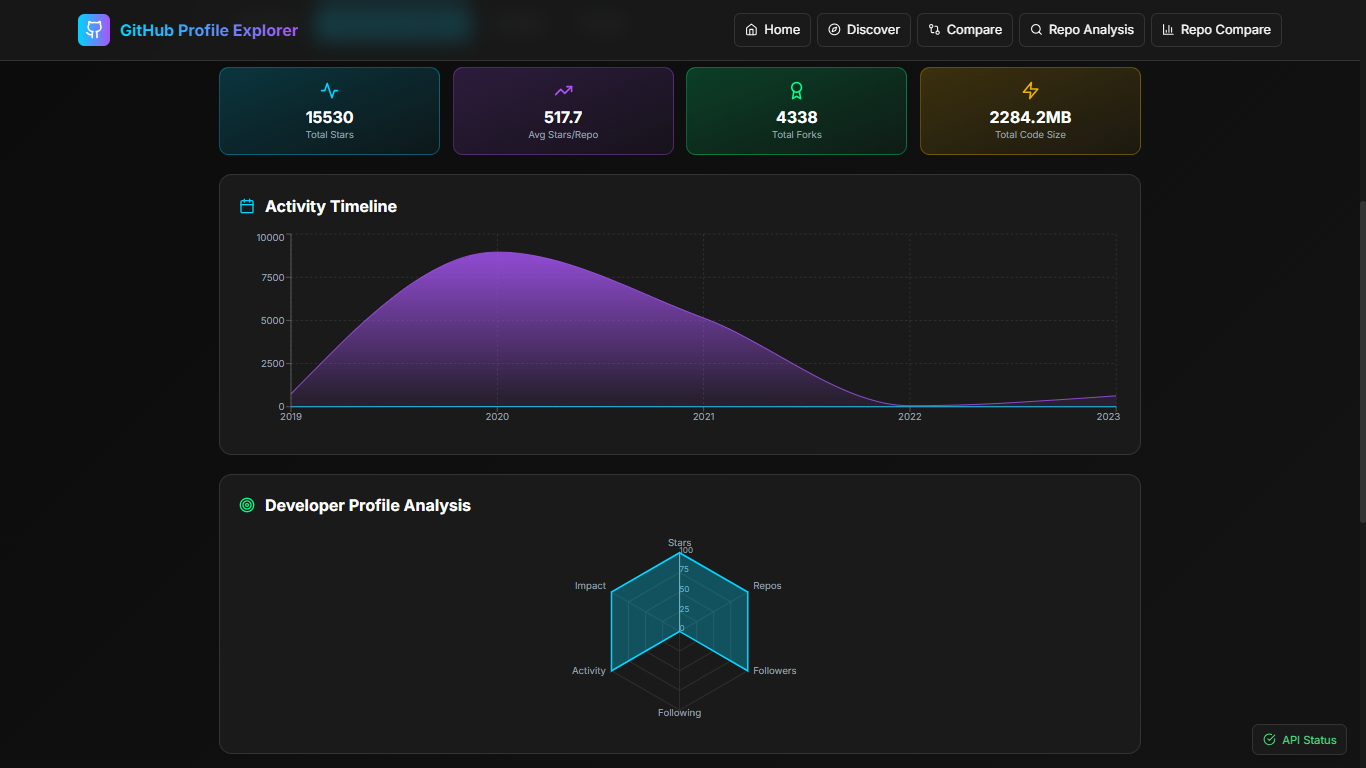 GitHub Profile Explorer
Home
Discover
Compare
Repo Analysis
Repo Compare
15530
Total Stars
517.7
Avg Stars/Repo
4338
Total Forks
2284.2MB
Total Code Size
Activity Timeline
10000
7500
5000
2500
0
2019
2020
2021
2022
2023
Developer Profile Analysis
Stars
100
75
50
25
0
Impact
Repos
Activity
Followers
Following
API Status